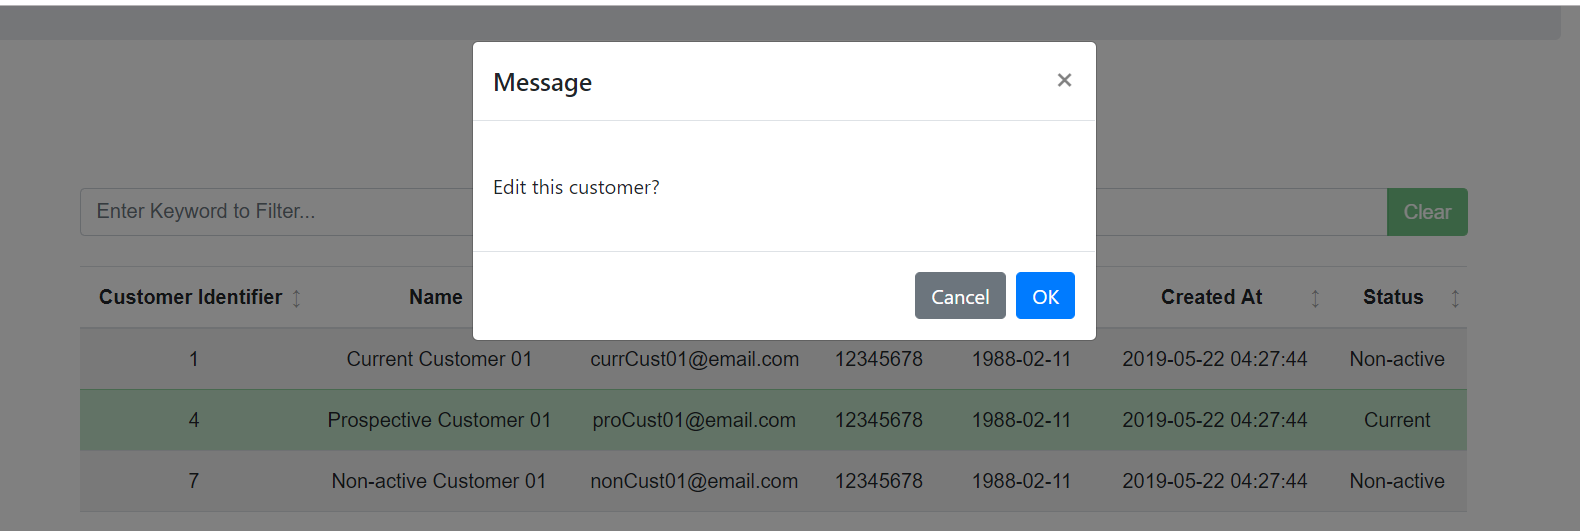 Message ×
Edit this customer?
Enter Keyword to Filter... Clear
Cancel OK
Customer Identifier ↕ Name Created At ↕ Status ↕
1 Current Customer 01 currCust01@email.com 12345678 1988-02-11 2019-05-22 04:27:44 Non-active
4 Prospective Customer 01 proCust01@email.com 12345678 1988-02-11 2019-05-22 04:27:44 Current
7 Non-active Customer 01 nonCust01@email.com 12345678 1988-02-11 2019-05-22 04:27:44 Non-active